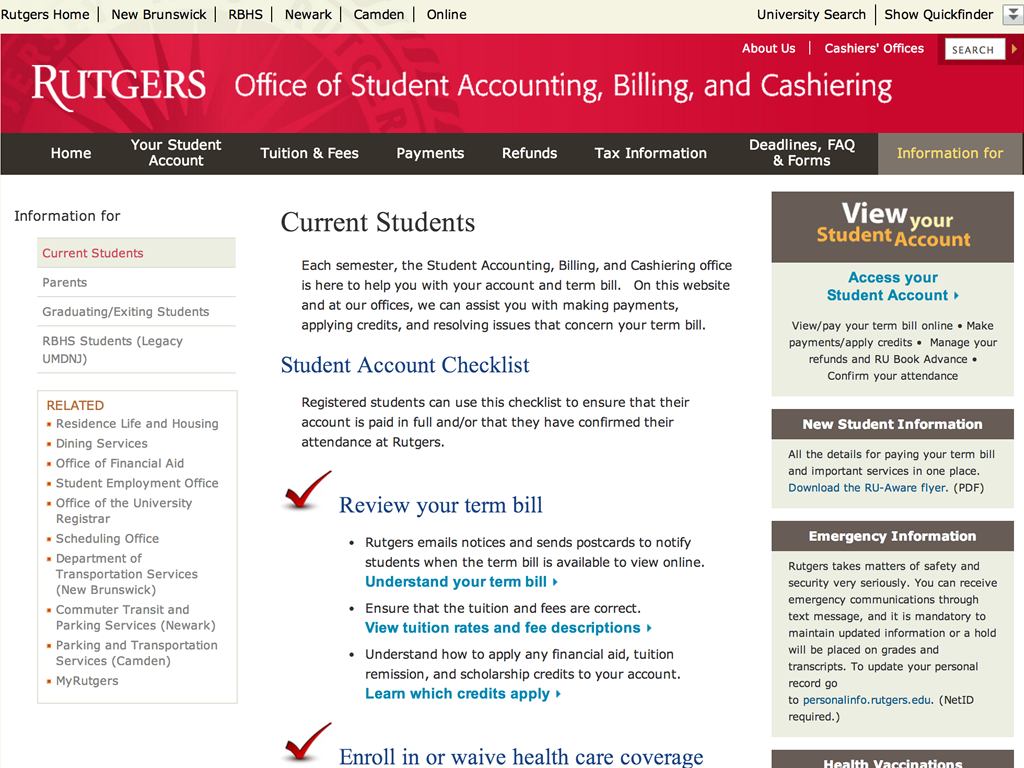 Rutgers Home | New Brunswick | RBHS | Newark | Camden | Online
University Search | Show Quickfinder
About Us | Cashiers' Offices
SEARCH
RUTGERS Office of Student Accounting, Billing, and Cashiering
Home
Your Student
Account
Tuition & Fees
Payments
Refunds
Tax Information
Deadlines, FAQ
& Forms
Information for
Information for
Current Students
Parents
Graduating/Exiting Students
RBHS Students (Legacy
UMDNJ)
RELATED
Residence Life and Housing
Dining Services
Office of Financial Aid
Student Employment Office
Office of the University
Registrar
Scheduling Office
Department of
Transportation Services
(New Brunswick)
Commuter Transit and
Parking Services (Newark)
Parking and Transportation
Services (Camden)
MyRutgers
Current Students
Each semester, the Student Accounting, Billing, and Cashiering office
is here to help you with your account and term bill. On this website
and at our offices, we can assist you with making payments,
applying credits, and resolving issues that concern your term bill.
Student Account Checklist
Registered students can use this checklist to ensure that their
account is paid in full and/or that they have confirmed their
attendance at Rutgers.
Review your term bill
• Rutgers emails notices and sends postcards to notify
students when the term bill is available to view online.
Understand your term bill
• Ensure that the tuition and fees are correct.
View tuition rates and fee descriptions
• Understand how to apply any financial aid, tuition
remission, and scholarship credits to your account.
Learn which credits apply
Enroll in or waive health care coverage
View your
Student Account
Access your
Student Account
View/pay your term bill online • Make
payments/apply credits • Manage your
refunds and RU Book Advance •
Confirm your attendance
New Student Information
All the details for paying your term bill
and important services in one place.
Download the RU-Aware flyer. (PDF)
Emergency Information
Rutgers takes matters of safety and
security very seriously. You can receive
emergency communications through
text message, and it is mandatory to
maintain updated information or a hold
will be placed on grades and
transcripts. To update your personal
record go
to personalinfo.rutgers.edu. (NetID
required.)
Health Vaccinations